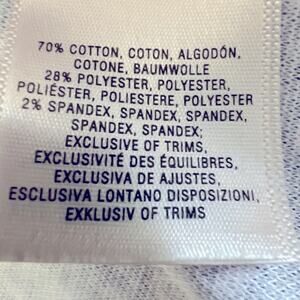 70% COTTON, COTON, ALGODÓN,
COTONE, BAUMWOLLE
28% POLYESTER, POLYESTER,
POLIÉSTER, POLIESTERE, POLYESTER
2% SPANDEX, SPANDEX, SPANDEX,
SPANDEX, SPANDEX;
EXCLUSIVE OF TRIMS,
EXCLUSIVITÉ DES ÉQUILIBRES,
EXCLUSIVA DE AJUSTES,
ESCLUSIVA LONTANO DISPOSIZIONI,
EXKLUSIV OF TRIMS